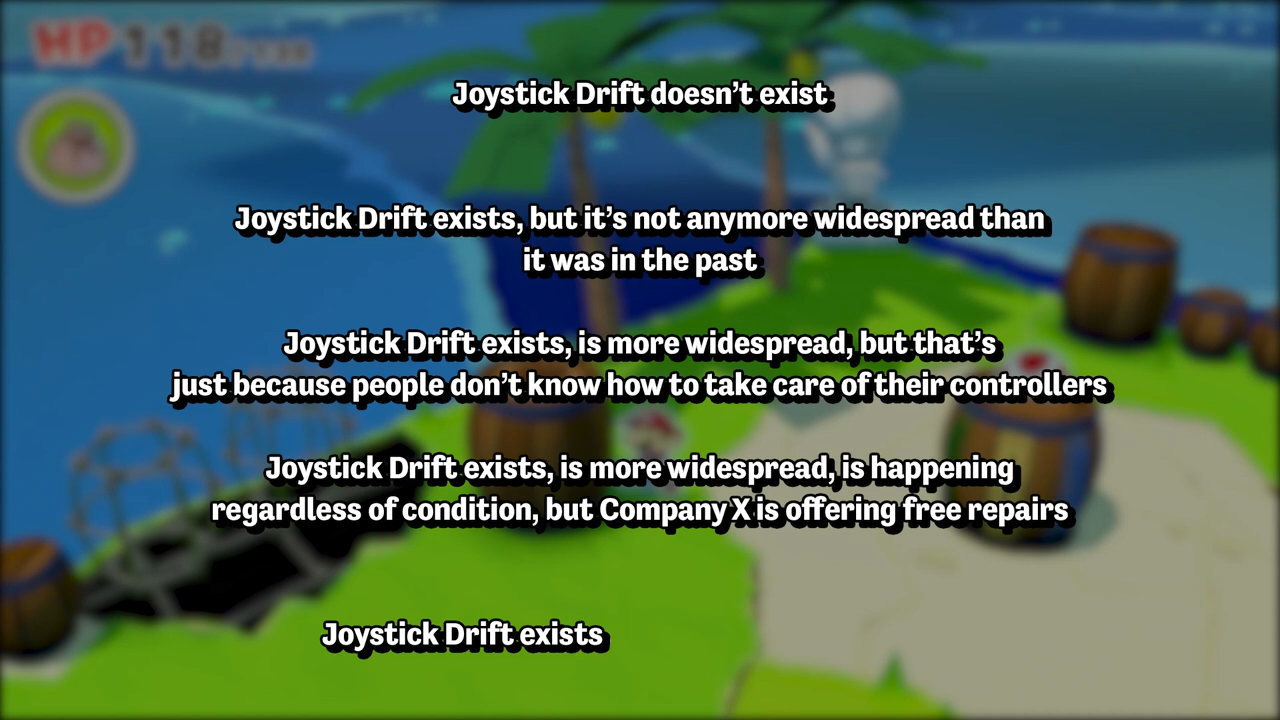 HP 118/138
Joystick Drift doesn’t exist
Joystick Drift exists, but it’s not anymore widespread than
it was in the past
Joystick Drift exists, is more widespread, but that’s
just because people don’t know how to take care of their controllers
Joystick Drift exists, is more widespread, is happening
regardless of condition, but Company X is offering free repairs
Joystick Drift exists